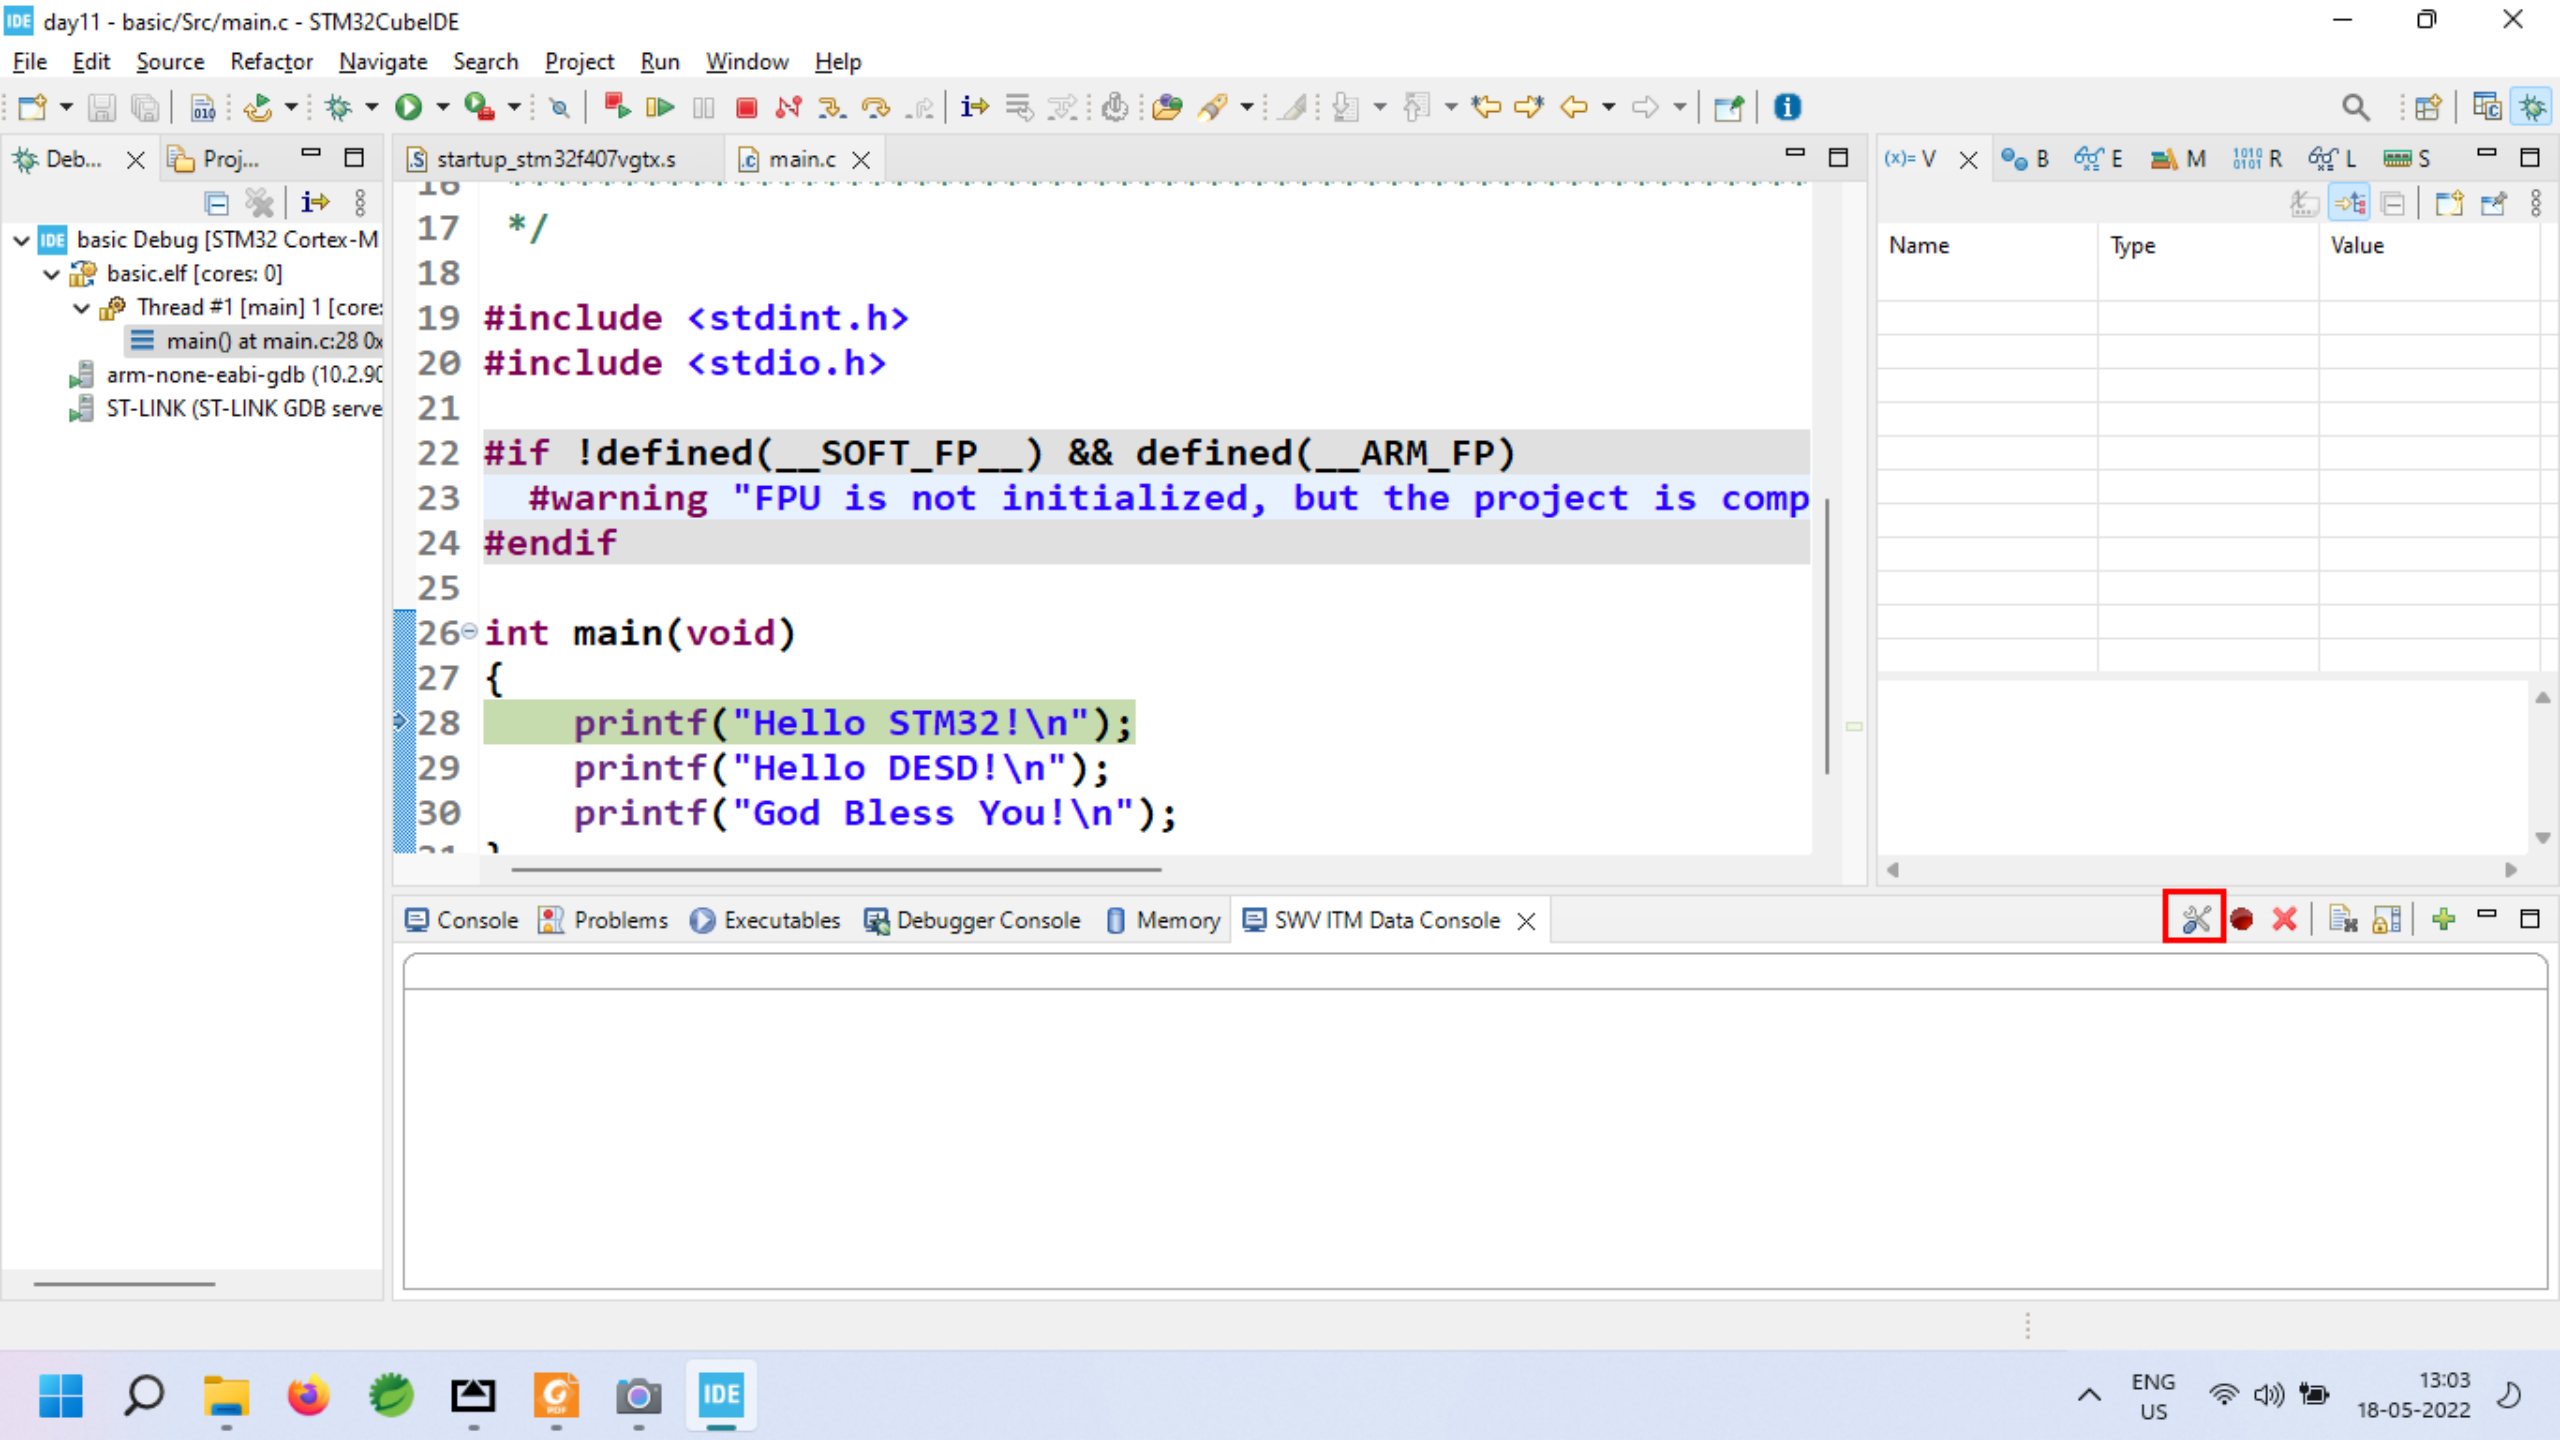 IDE day11 - basic/Src/main.c - STM32CubeIDE
File Edit Source Refactor Navigate Search Project Run Window Help
Deb... Proj...
startup_stm32f407vgtx.s main.c
(x)= V B E M R L S
basic Debug [STM32 Cortex-M
basic.elf [cores: 0]
Thread #1 [main] 1 [core:
main() at main.c:28 0x
arm-none-eabi-gdb (10.2.90
ST-LINK (ST-LINK GDB serve
16
17 */
18
19 #include <stdint.h>
20 #include <stdio.h>
21
22 #if !defined(__SOFT_FP__) && defined(__ARM_FP)
23 #warning "FPU is not initialized, but the project is comp
24 #endif
25
26 int main(void)
27 {
28 printf("Hello STM32!\n");
29 printf("Hello DESD!\n");
30 printf("God Bless You!\n");
31 }
Name Type Value
Console Problems Executables Debugger Console Memory SWV ITM Data Console
IDE
ENG
US
13:03
18-05-2022